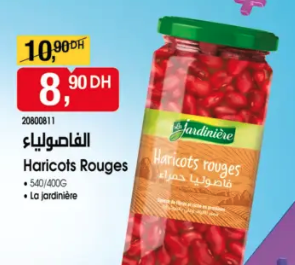 10,90DH
8,90 DH
20800811
الفاصولياء
Haricots Rouges
• 540/400G
• La jardinière
la Jardinière
Haricots rouges
فاصوليا حمراء